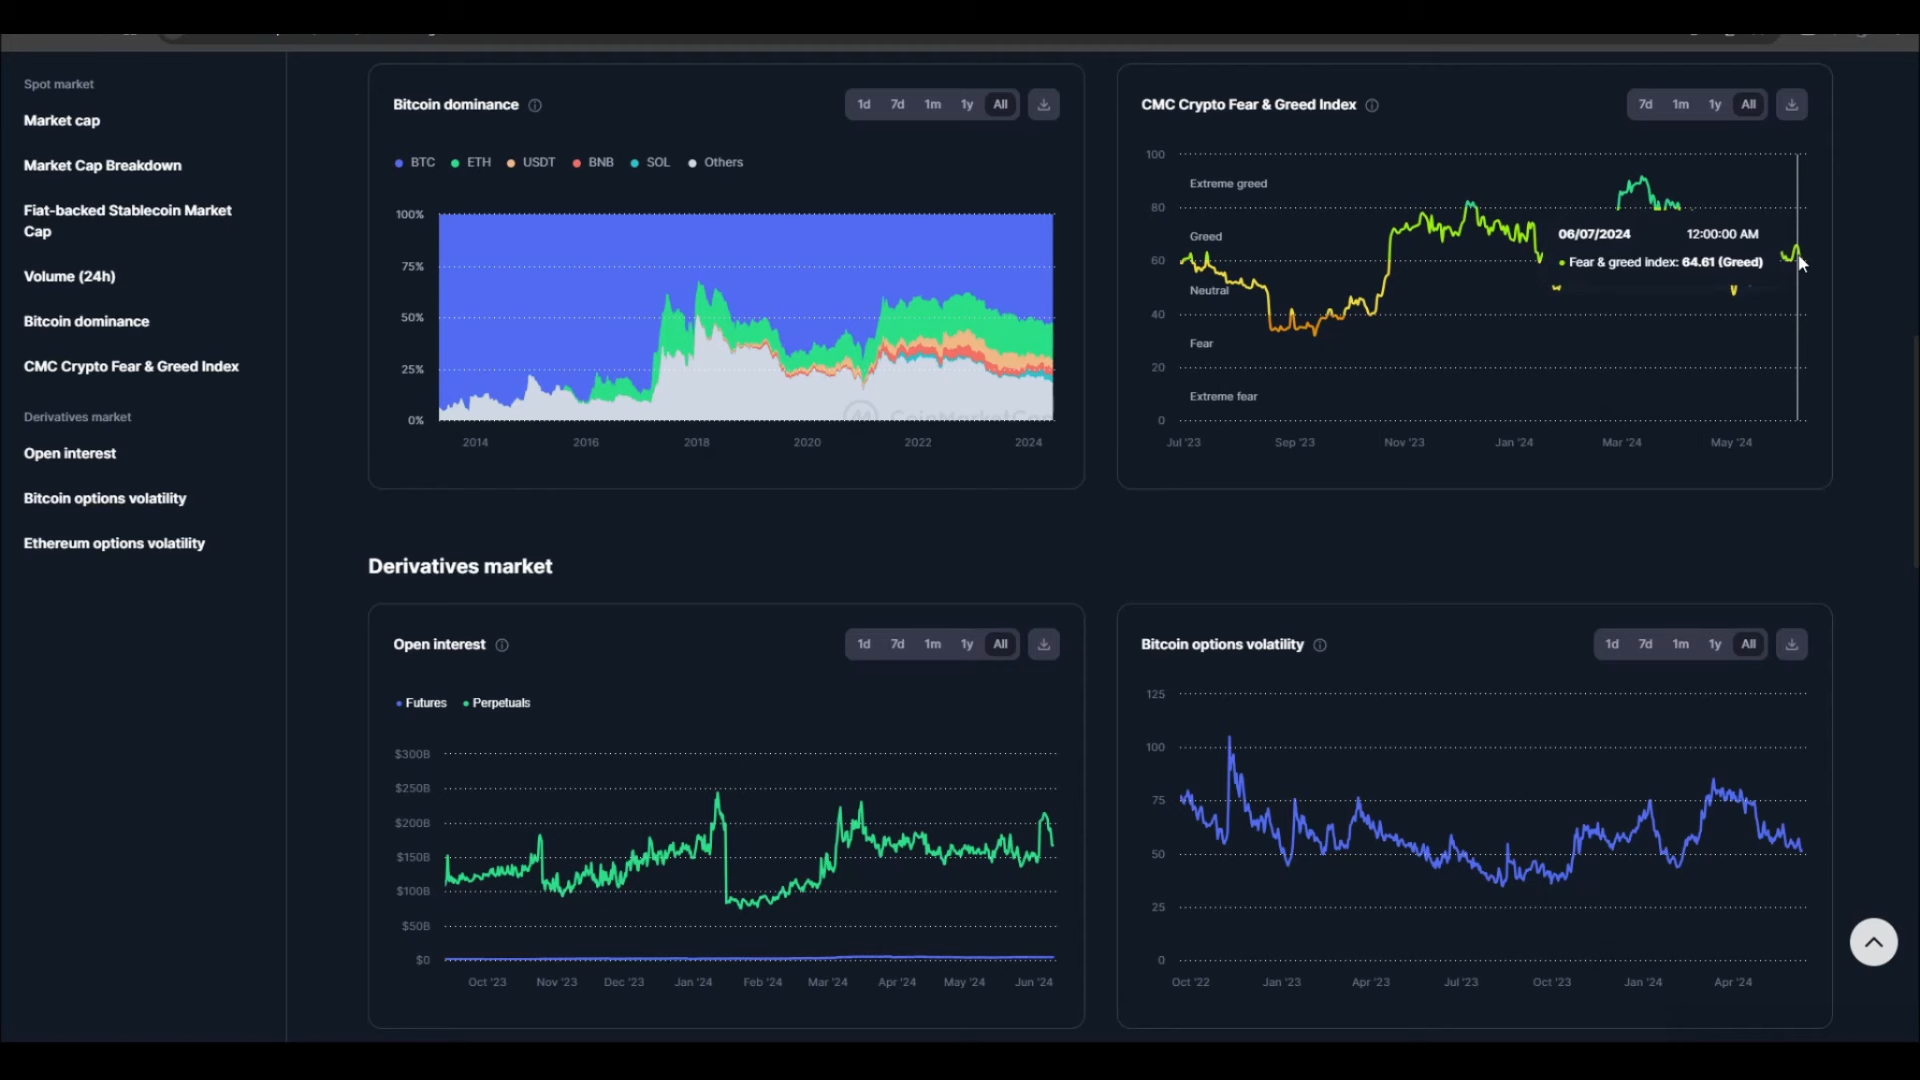 Spot market
Market cap
Market Cap Breakdown
Fiat-backed Stablecoin Market
Cap
Volume (24h)
Bitcoin dominance
CMC Crypto Fear & Greed Index
Derivatives market
Open interest
Bitcoin options volatility
Ethereum options volatility
Bitcoin dominance
1d 7d 1m 1y All
BTC ETH USDT BNB SOL Others
100%
75%
50%
25%
0%
CoinMarketCap
2014 2016 2018 2020 2022 2024
CMC Crypto Fear & Greed Index
7d 1m 1y All
100
Extreme greed
80
Greed
60
Neutral
40
Fear
20
Extreme fear
0
06/07/2024 12:00:00 AM
Fear & greed index: 64.61 (Greed)
Jul '23 Sep '23 Nov '23 Jan '24 Mar '24 May '24
Derivatives market
Open interest
1d 7d 1m 1y All
Futures Perpetuals
$300B
$250B
$200B
$150B
$100B
$50B
$0
Oct '23 Nov '23 Dec '23 Jan '24 Feb '24 Mar '24 Apr '24 May '24 Jun '24
Bitcoin options volatility
1d 7d 1m 1y All
125
100
75
50
25
0
Oct '22 Jan '23 Apr '23 Jul '23 Oct '23 Jan '24 Apr '24